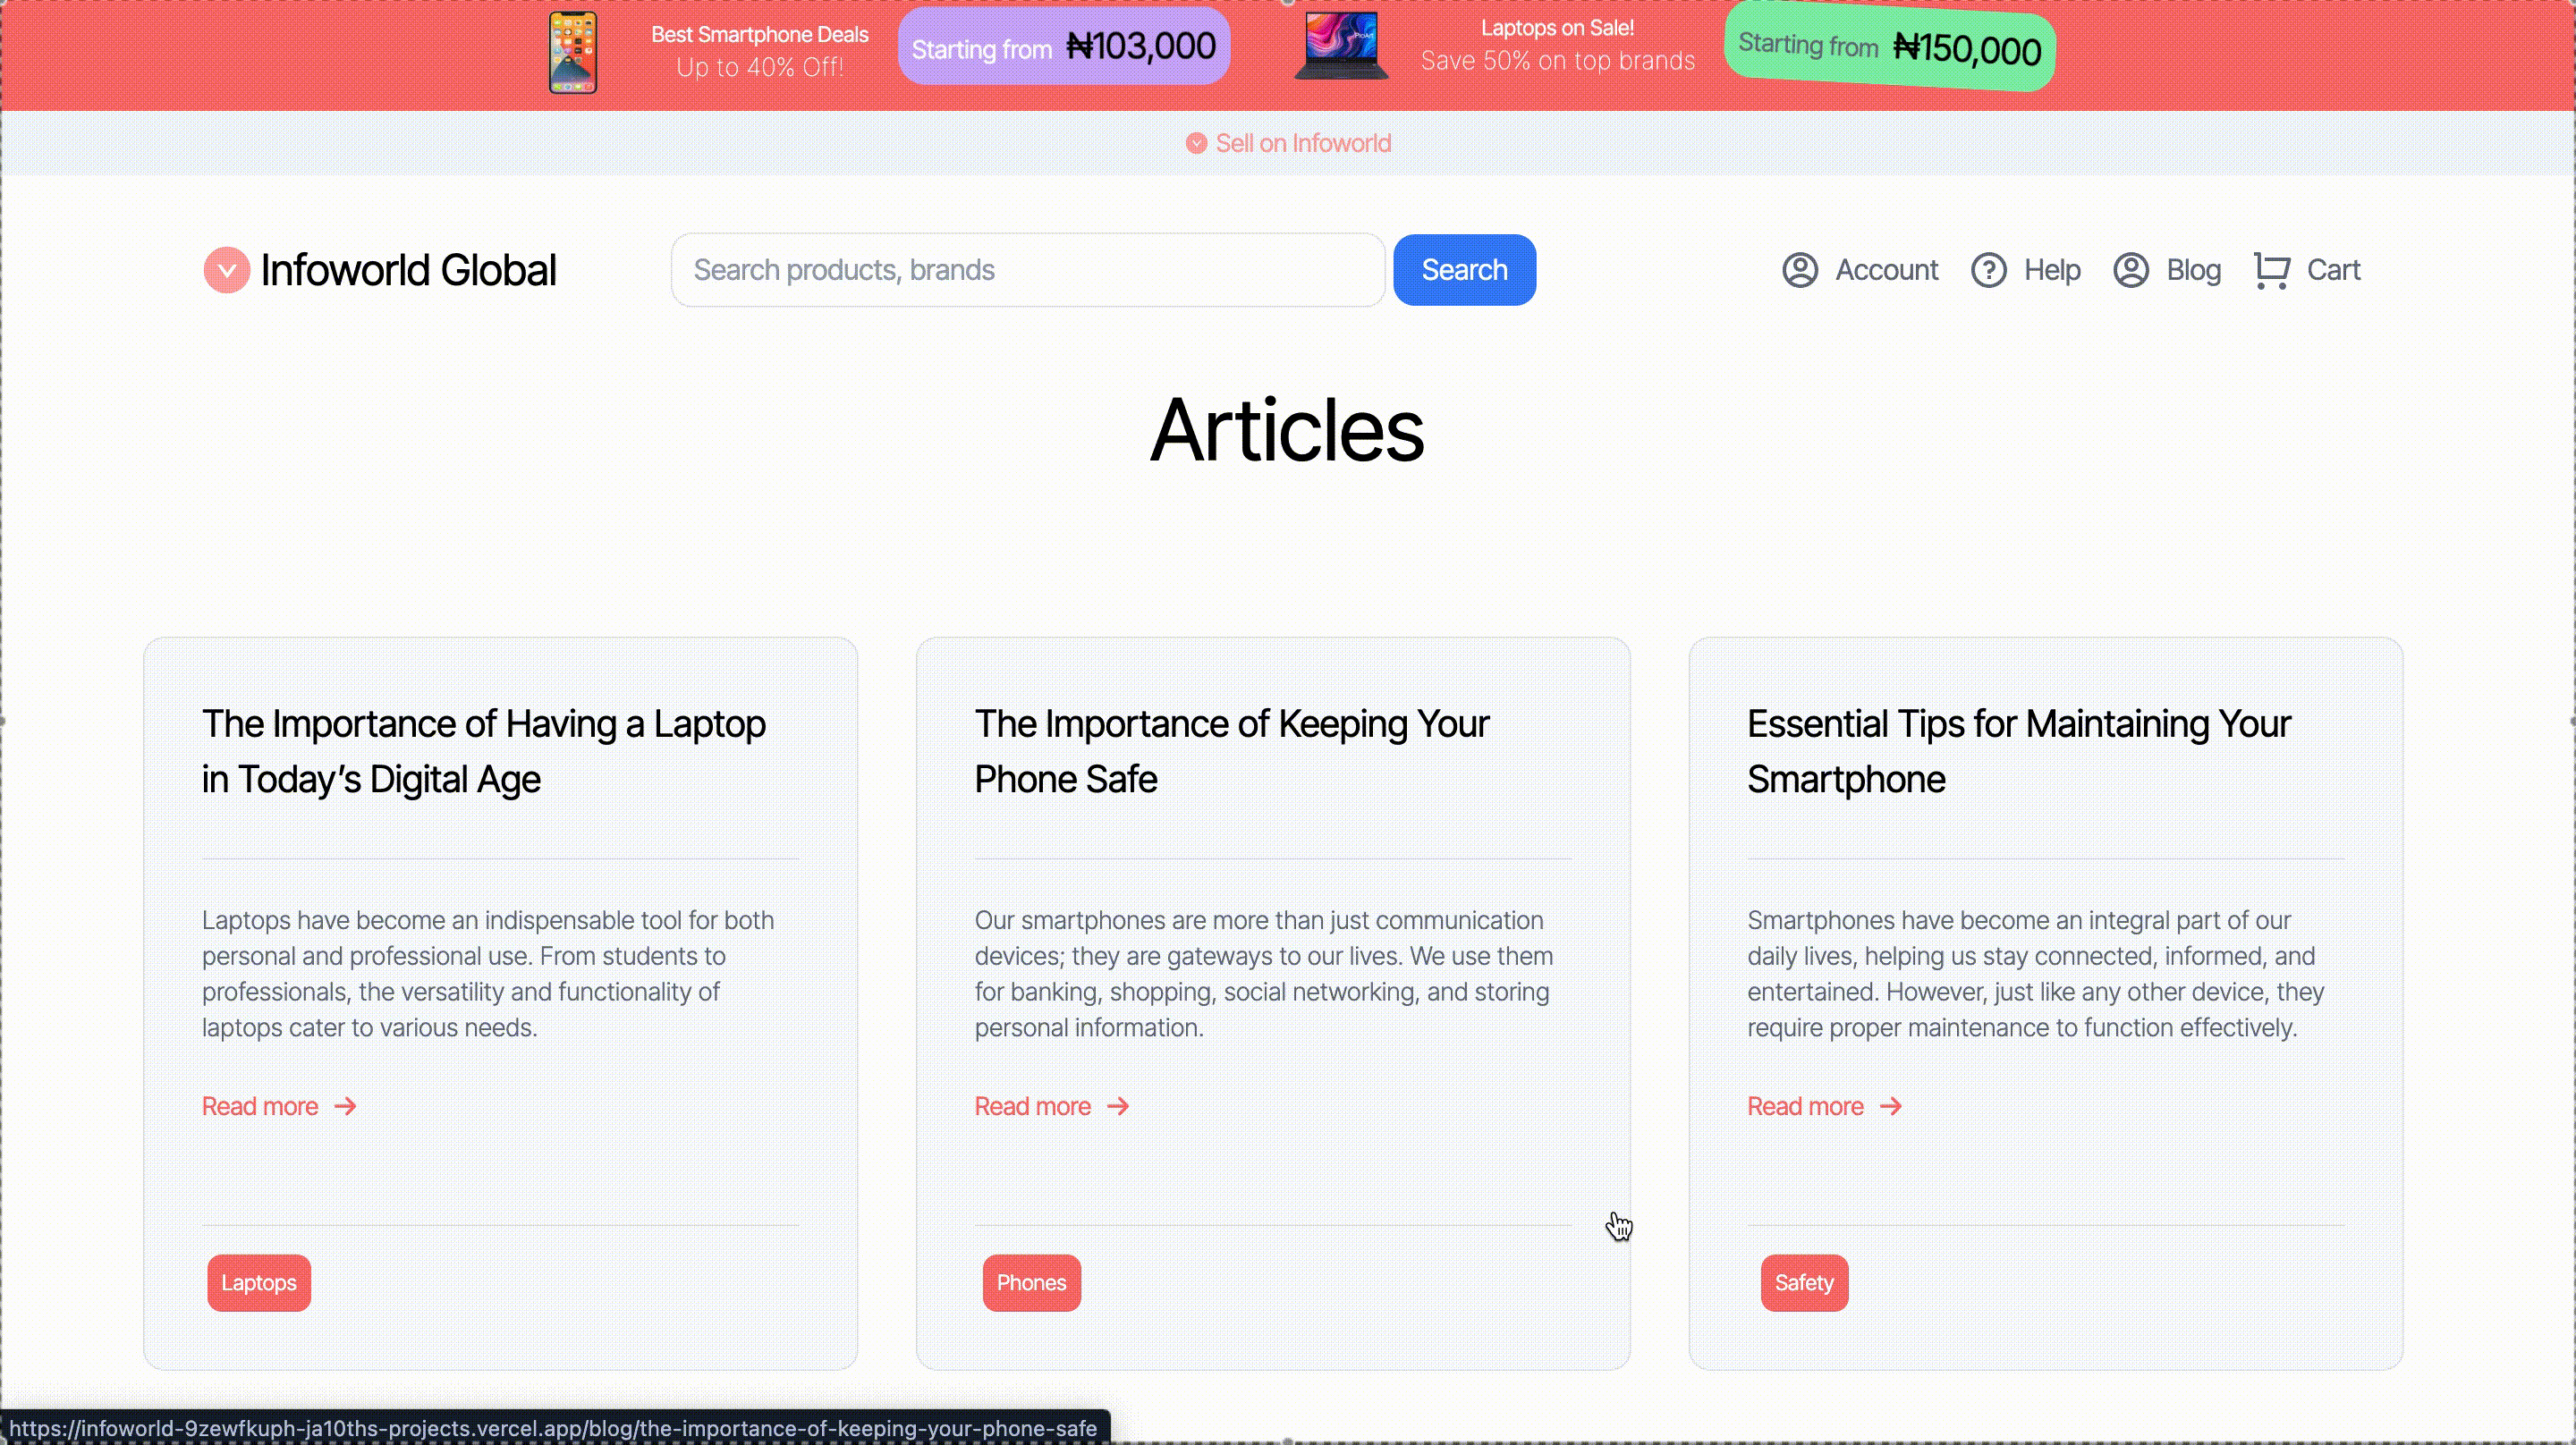 Best Smartphone Deals
Up to 40% Off!
Starting from ₦103,000
Laptops on Sale!
Save 50% on top brands
Starting from ₦150,000
Sell on Infoworld
Infoworld Global
Search products, brands
Search
Account
Help
Blog
Cart
Articles
The Importance of Having a Laptop
in Today’s Digital Age
Laptops have become an indispensable tool for both
personal and professional use. From students to
professionals, the versatility and functionality of
laptops cater to various needs.
Read more
Laptops
The Importance of Keeping Your
Phone Safe
Our smartphones are more than just communication
devices; they are gateways to our lives. We use them
for banking, shopping, social networking, and storing
personal information.
Read more
Phones
Essential Tips for Maintaining Your
Smartphone
Smartphones have become an integral part of our
daily lives, helping us stay connected, informed, and
entertained. However, just like any other device, they
require proper maintenance to function effectively.
Read more
Safety
https://infoworld-9zewfkuph-ja10ths-projects.vercel.app/blog/the-importance-of-keeping-your-phone-safe